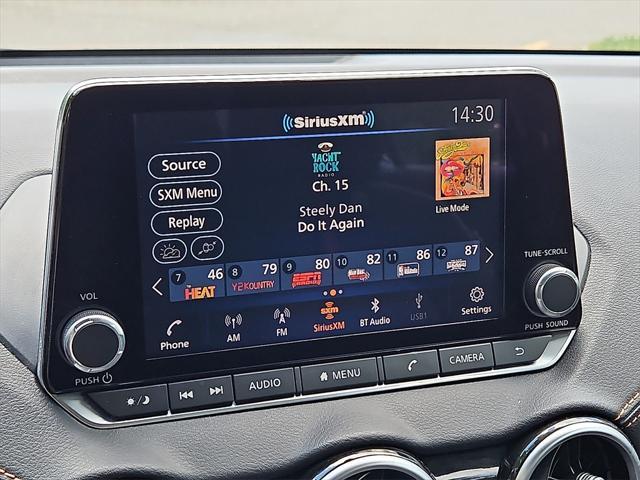 SiriusXM
14:30
YACHT ROCK RADIO
Ch. 15
Live Mode
Steely Dan
Do It Again
Source
SXM Menu
Replay
7 46 THE HEAT
8 79 Y2KOUNTRY
9 80 ESPN RADIO
10 82
11 86
12 87
Phone
AM
FM
SXM
SiriusXM
BT Audio
USB1
Settings
VOL
PUSH
TUNE-SCROLL
PUSH SOUND
AUDIO
MENU
CAMERA